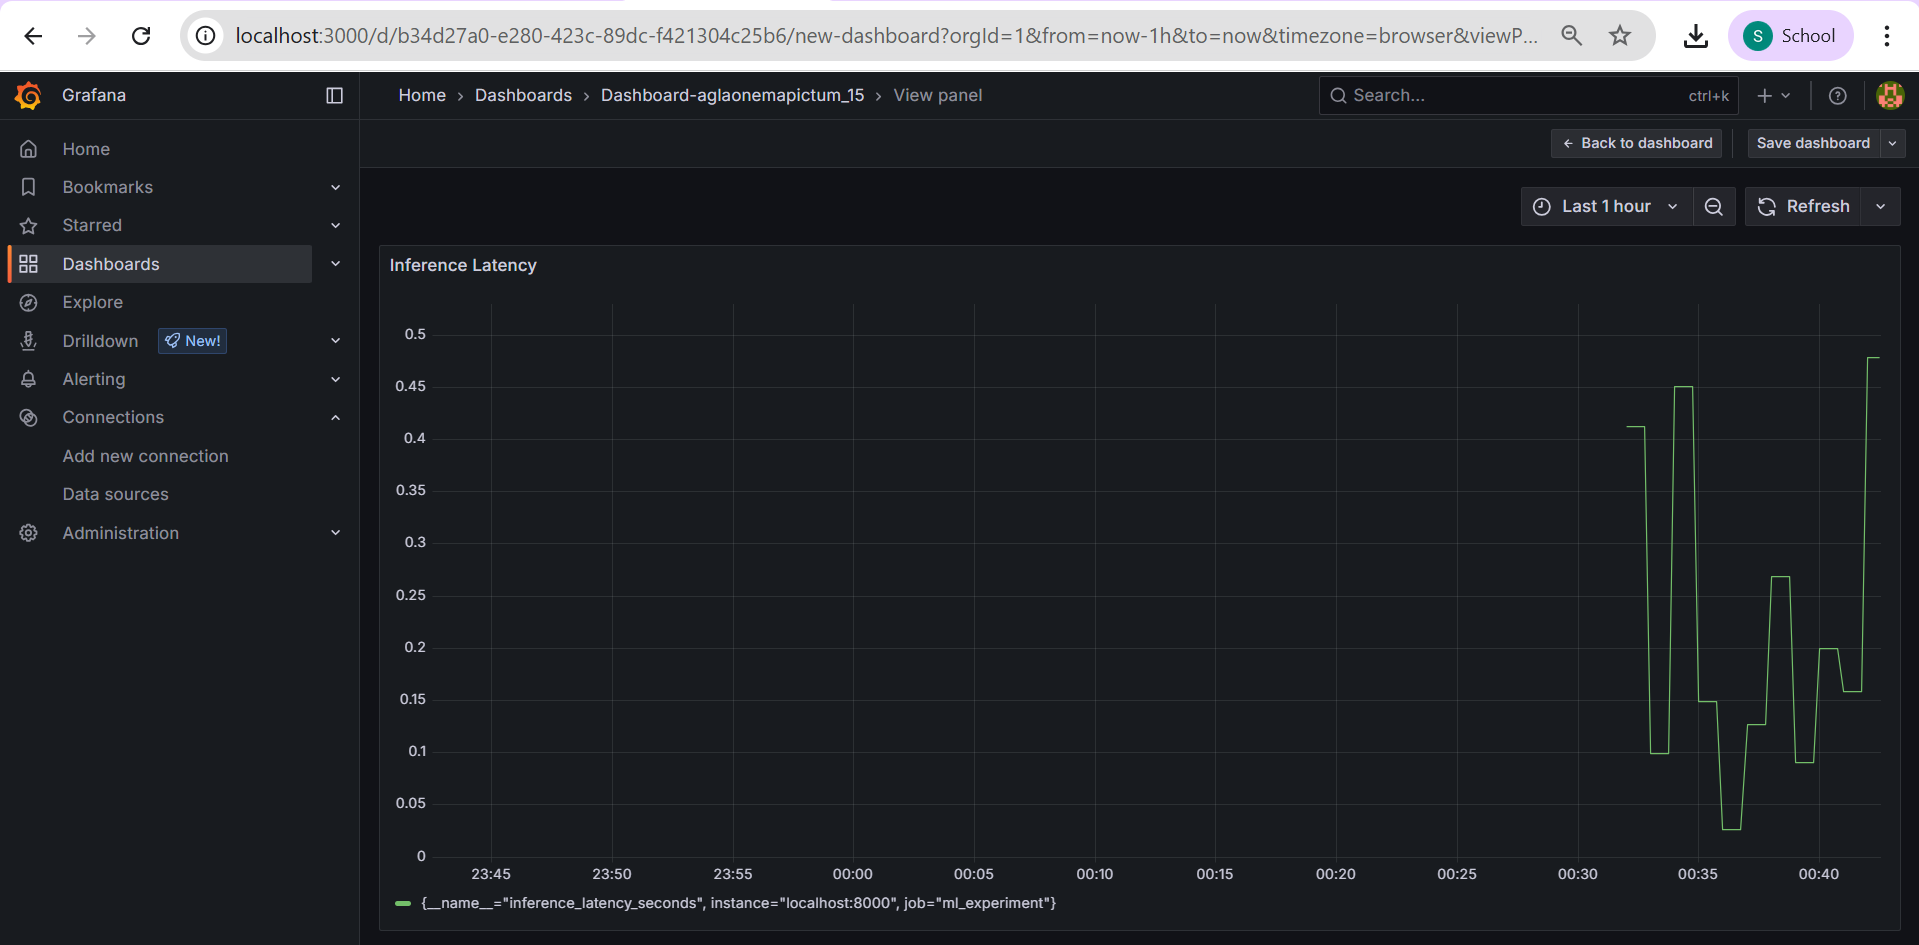 localhost:3000/d/b34d27a0-e280-423c-89dc-f421304c25b6/new-dashboard?orgId=1&from=now-1h&to=now&timezone=browser&viewP...
S School
Grafana
Home › Dashboards › Dashboard-aglaonemapictum_15 › View panel
Search... ctrl+k
Back to dashboard
Save dashboard
Home
Bookmarks
Starred
Dashboards
Explore
Drilldown New!
Alerting
Connections
Add new connection
Data sources
Administration
Last 1 hour
Refresh
Inference Latency
0.5
0.45
0.4
0.35
0.3
0.25
0.2
0.15
0.1
0.05
0
23:45 23:50 23:55 00:00 00:05 00:10 00:15 00:20 00:25 00:30 00:35 00:40
{__name__="inference_latency_seconds", instance="localhost:8000", job="ml_experiment"}